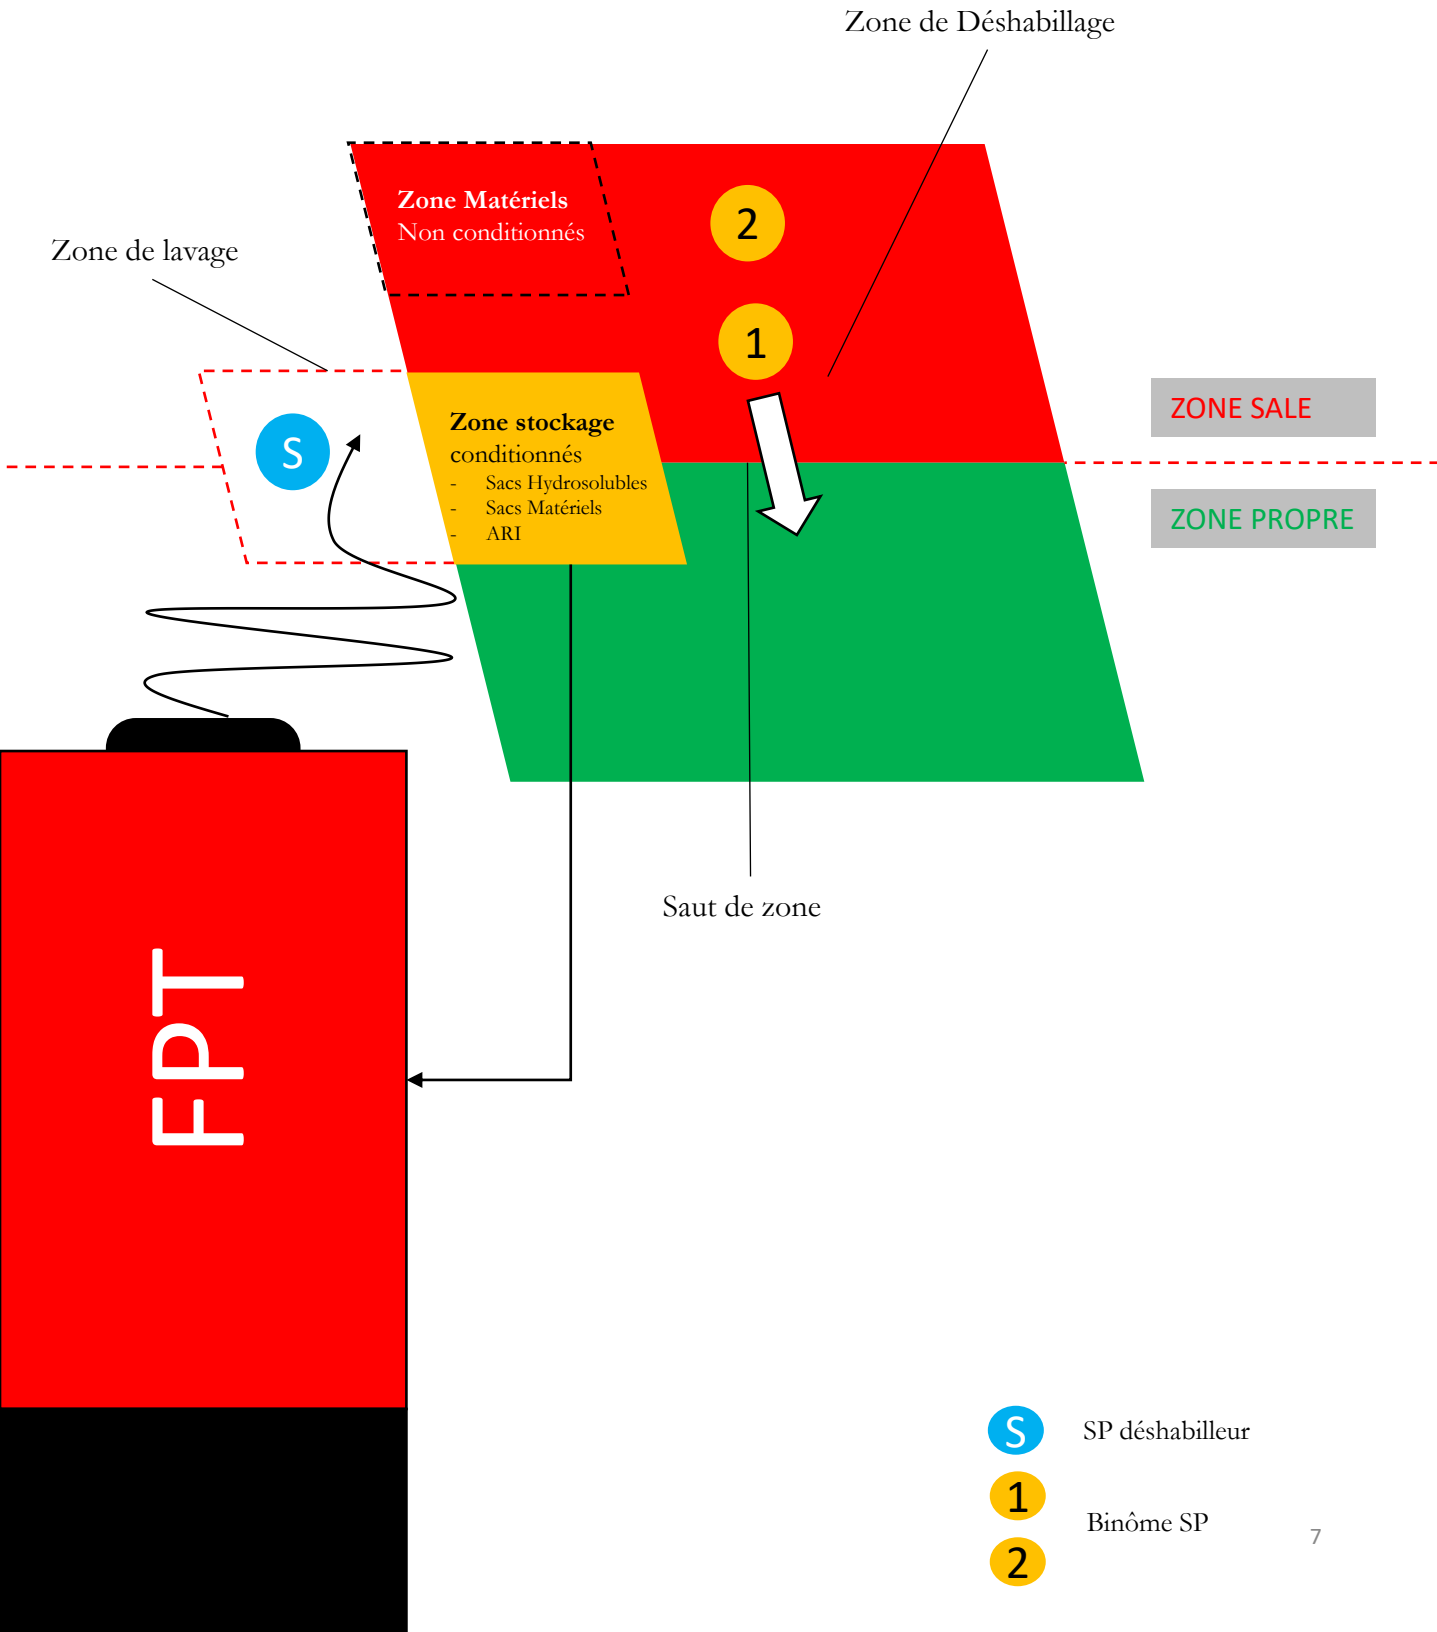 Zone de Déshabillage
Zone Matériels
Non conditionnés
2
Zone de lavage
1
ZONE SALE
Zone stockage
conditionnés
- Sacs Hydrosolubles
- Sacs Matériels
- ARI
S
ZONE PROPRE
Saut de zone
FPT
S SP déshabilleur
1
Binôme SP
2
7